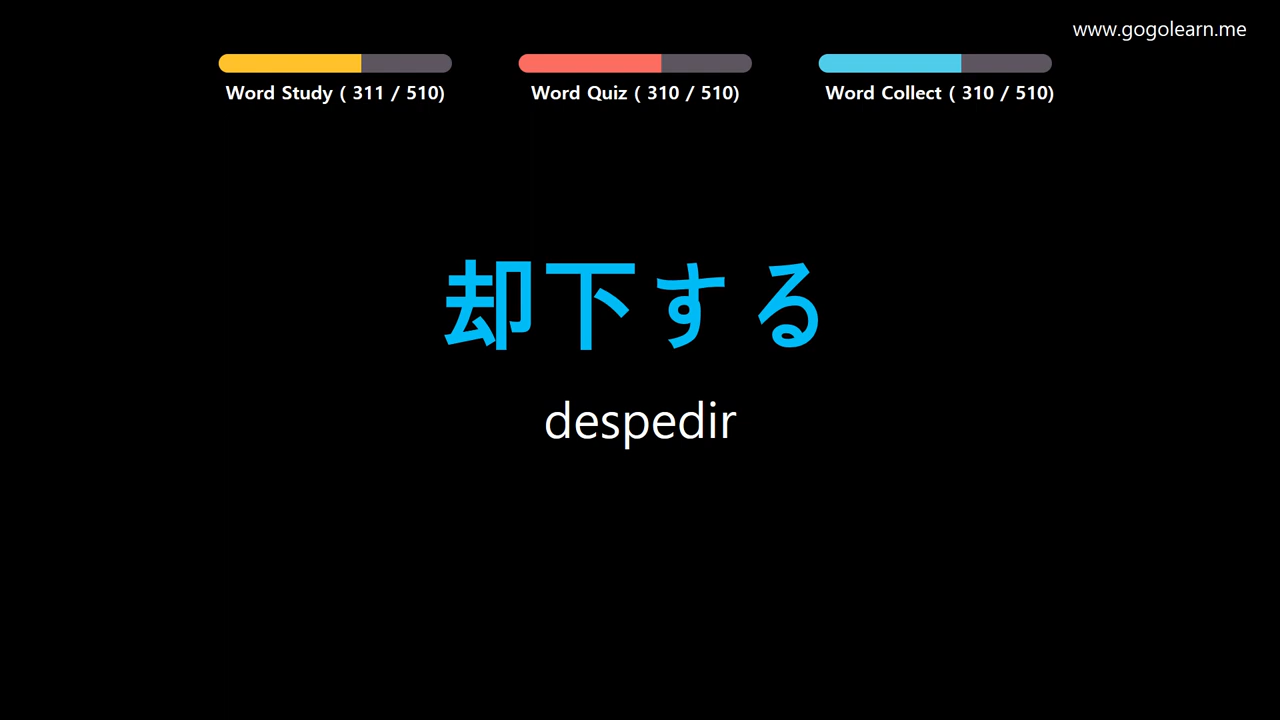 www.gogolearn.me
Word Study ( 311 / 510)
Word Quiz ( 310 / 510)
Word Collect ( 310 / 510)
却下する
despedir